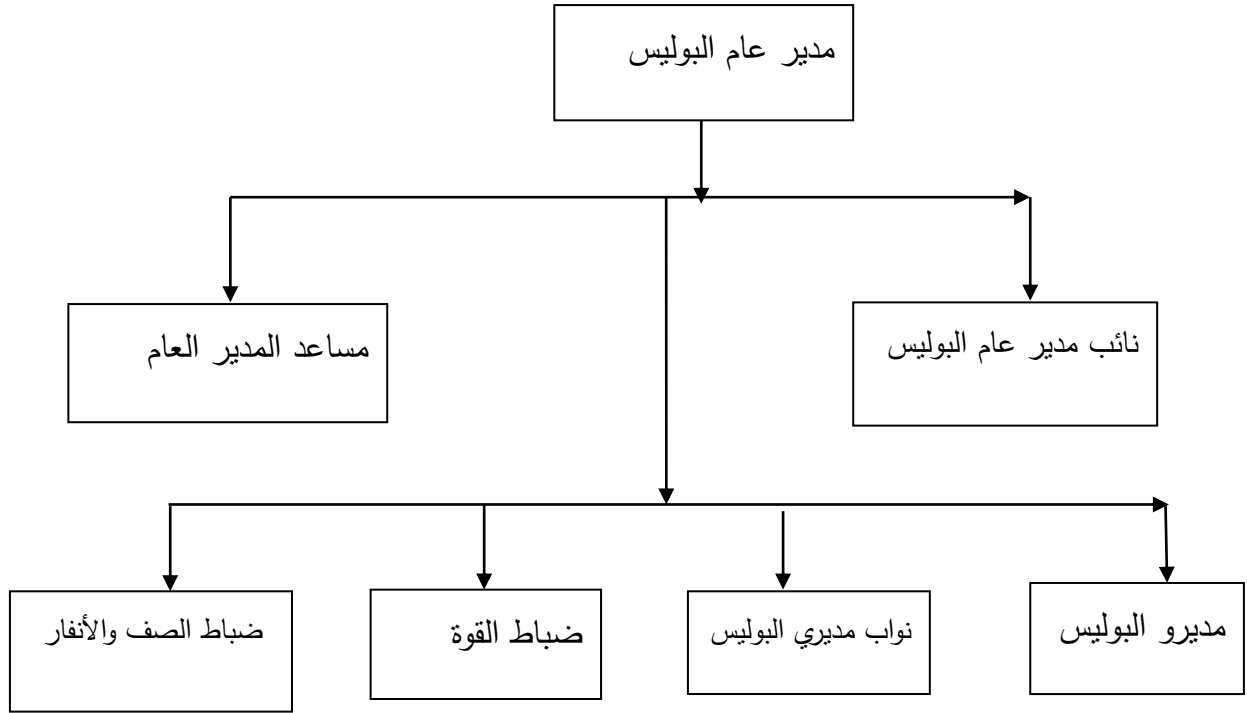 مدير عام البوليس
نائب مدير عام البوليس
مساعد المدير العام
مديرو البوليس
نواب مديري البوليس
ضباط القوة
ضباط الصف والأنفار